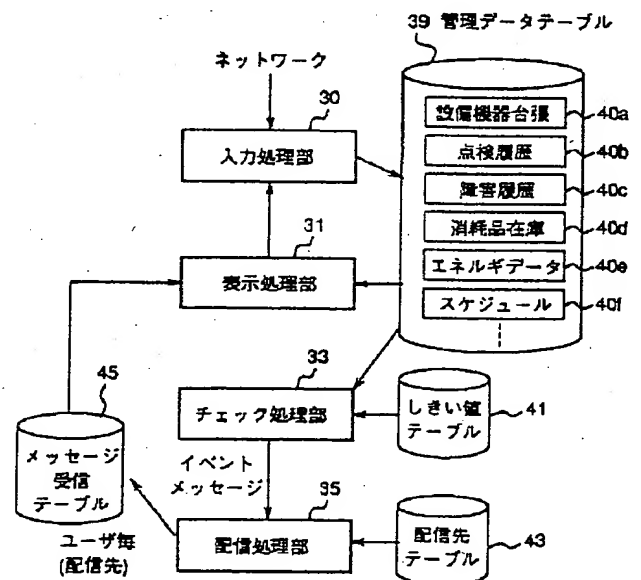 39 管理データテーブル
ネットワーク
30
入力処理部
設備機器台張
40a
点検履歴
40b
障害履歴
40c
消耗品在庫
40d
エネルギデータ
40e
スケジュール
40f
31
表示処理部
33
チェック処理部
しきい値
テーブル
41
45
メッセージ
受信
テーブル
イベント
メッセージ
35
配信処理部
配信先
テーブル
43
ユーザ毎
(配信先)